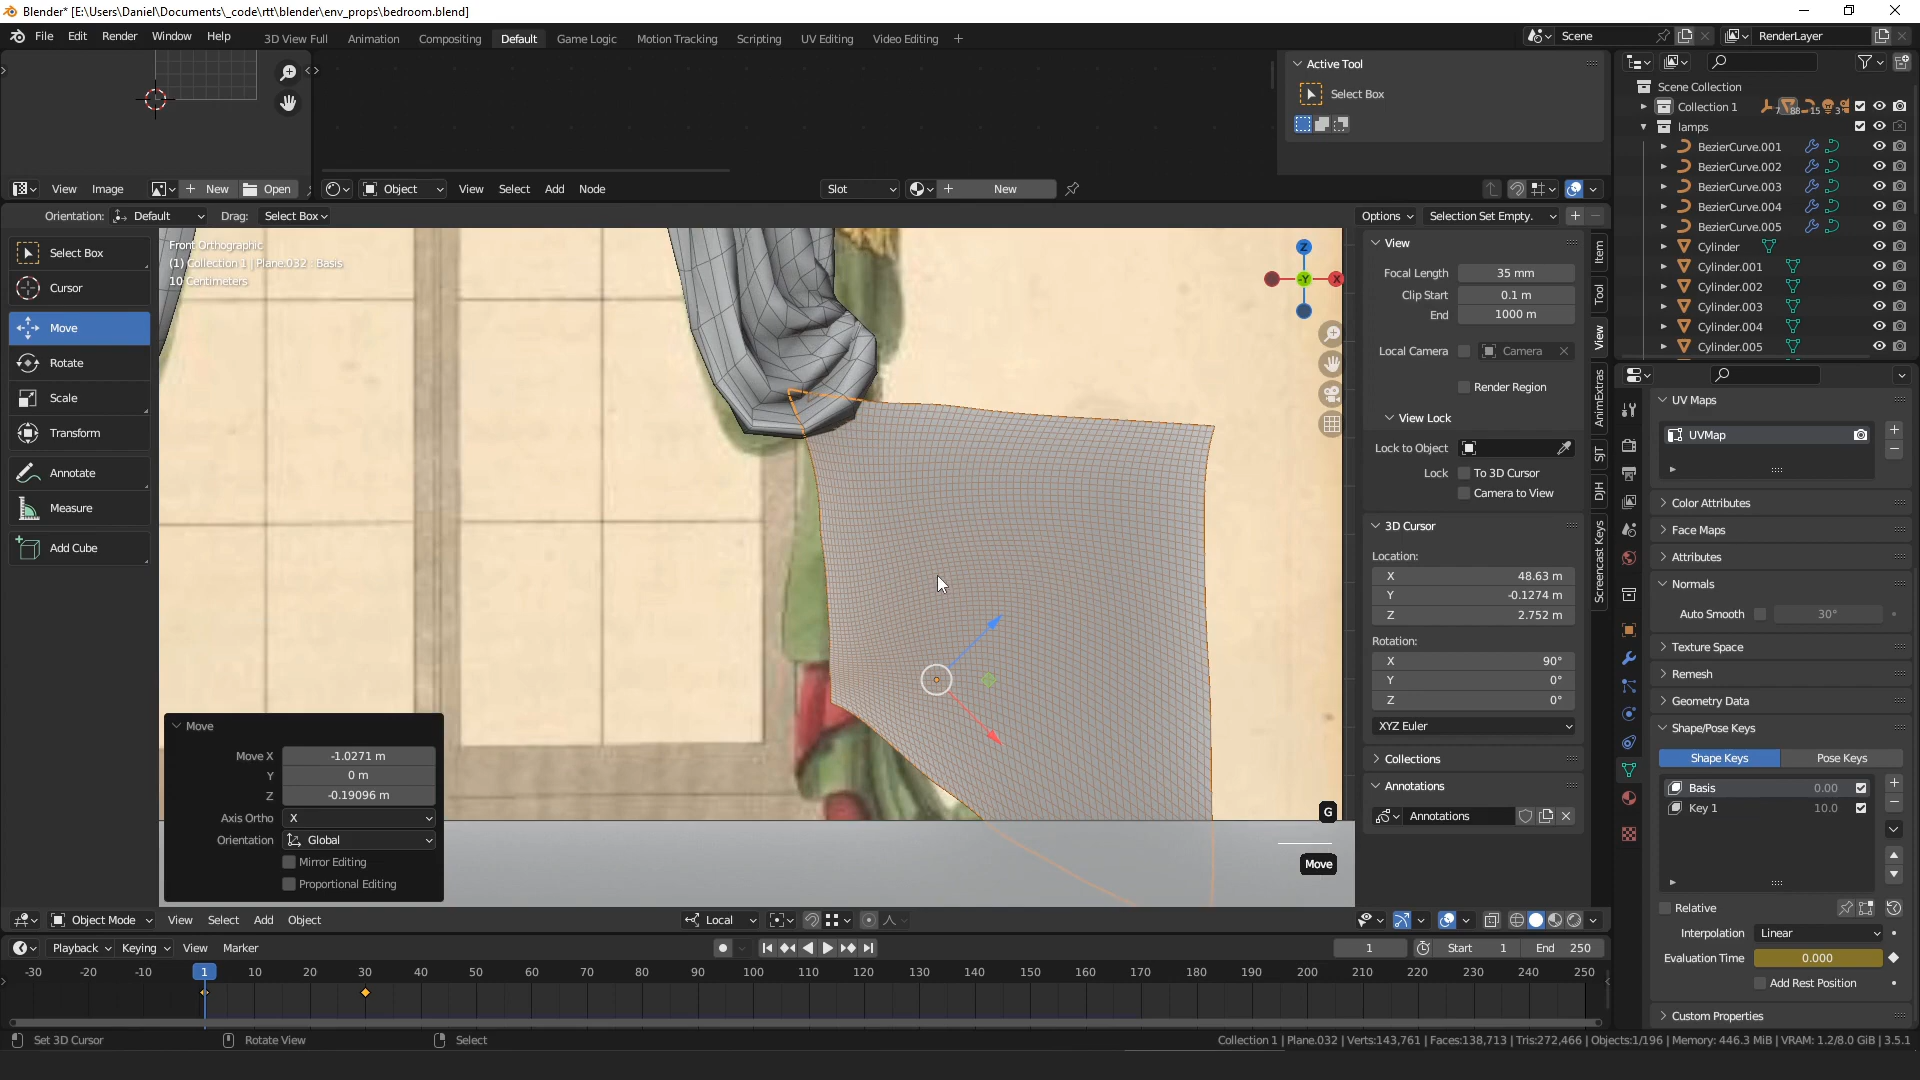 Blender* [E:\Users\Daniel\Documents\_code\rtt\blender\env_props\bedroom.blend]
File Edit Render Window Help 3D View Full Animation Compositing Default Game Logic Motion Tracking Scripting UV Editing Video Editing + Scene RenderLayer
Active Tool
Select Box
View Image New Open Object View Select Add Node Slot New
Orientation: Default Drag: Select Box Options Selection Set Empty.
Select Box
Cursor
Move
Rotate
Scale
Transform
Annotate
Measure
Add Cube
Front Orthographic
(1) Collection 1 | Plane.032 : Basis
10 Centimeters
Z
-Y
X
Move
Move X -1.0271 m
Y 0 m
Z -0.19096 m
Axis Ortho X
Orientation Global
Mirror Editing
Proportional Editing
G
Move
View
Focal Length 35 mm
Clip Start 0.1 m
End 1000 m
Local Camera Camera
Render Region
View Lock
Lock to Object
Lock To 3D Cursor
Camera to View
3D Cursor
Location:
X 48.63 m
Y -0.1274 m
Z 2.752 m
Rotation:
X 90°
Y 0°
Z 0°
XYZ Euler
Collections
Annotations
Annotations
Item
Tool
View
AnimExtras
SJT
DJH
Screencast Keys
Scene Collection
Collection 1 7 88 15 3
lamps
BezierCurve.001
BezierCurve.002
BezierCurve.003
BezierCurve.004
BezierCurve.005
Cylinder
Cylinder.001
Cylinder.002
Cylinder.003
Cylinder.004
Cylinder.005
UV Maps
UVMap
Color Attributes
Face Maps
Attributes
Normals
Auto Smooth 30°
Texture Space
Remesh
Geometry Data
Shape/Pose Keys
Shape Keys Pose Keys
Basis 0.00
Key 1 10.0
Relative
Interpolation Linear
Evaluation Time 0.000
Add Rest Position
Custom Properties
Object Mode View Select Add Object Local
Playback Keying View Marker 1 Start 1 End 250
-30 -20 -10 1 10 20 30 40 50 60 70 80 90 100 110 120 130 140 150 160 170 180 190 200 210 220 230 240 250
Set 3D Cursor Rotate View Select Collection 1 | Plane.032 | Verts:143,761 | Faces:138,713 | Tris:272,466 | Objects:1/196 | Memory: 446.3 MiB | VRAM: 1.2/8.0 GiB | 3.5.1